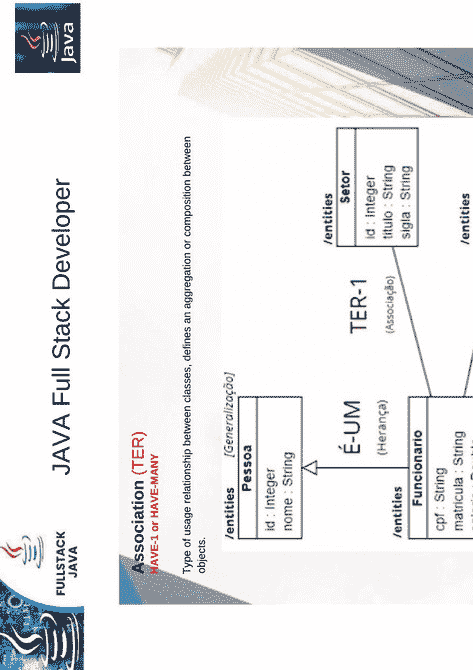 Java
JAVA Full Stack Developer
FULLSTACK
JAVA
Association (TER)
HAVE-1 or HAVE-MANY
Type of usage relationship between classes, defines an aggregation or composition between
objects.
/entities
[Generalização]
Pessoa
id : Integer
nome : String
É-UM
(Herança)
/entities
Funcionario
cpf : String
matricula : String
TER-1
(Associação)
/entities
Setor
id : Integer
titulo : String
sigla : String
/entities